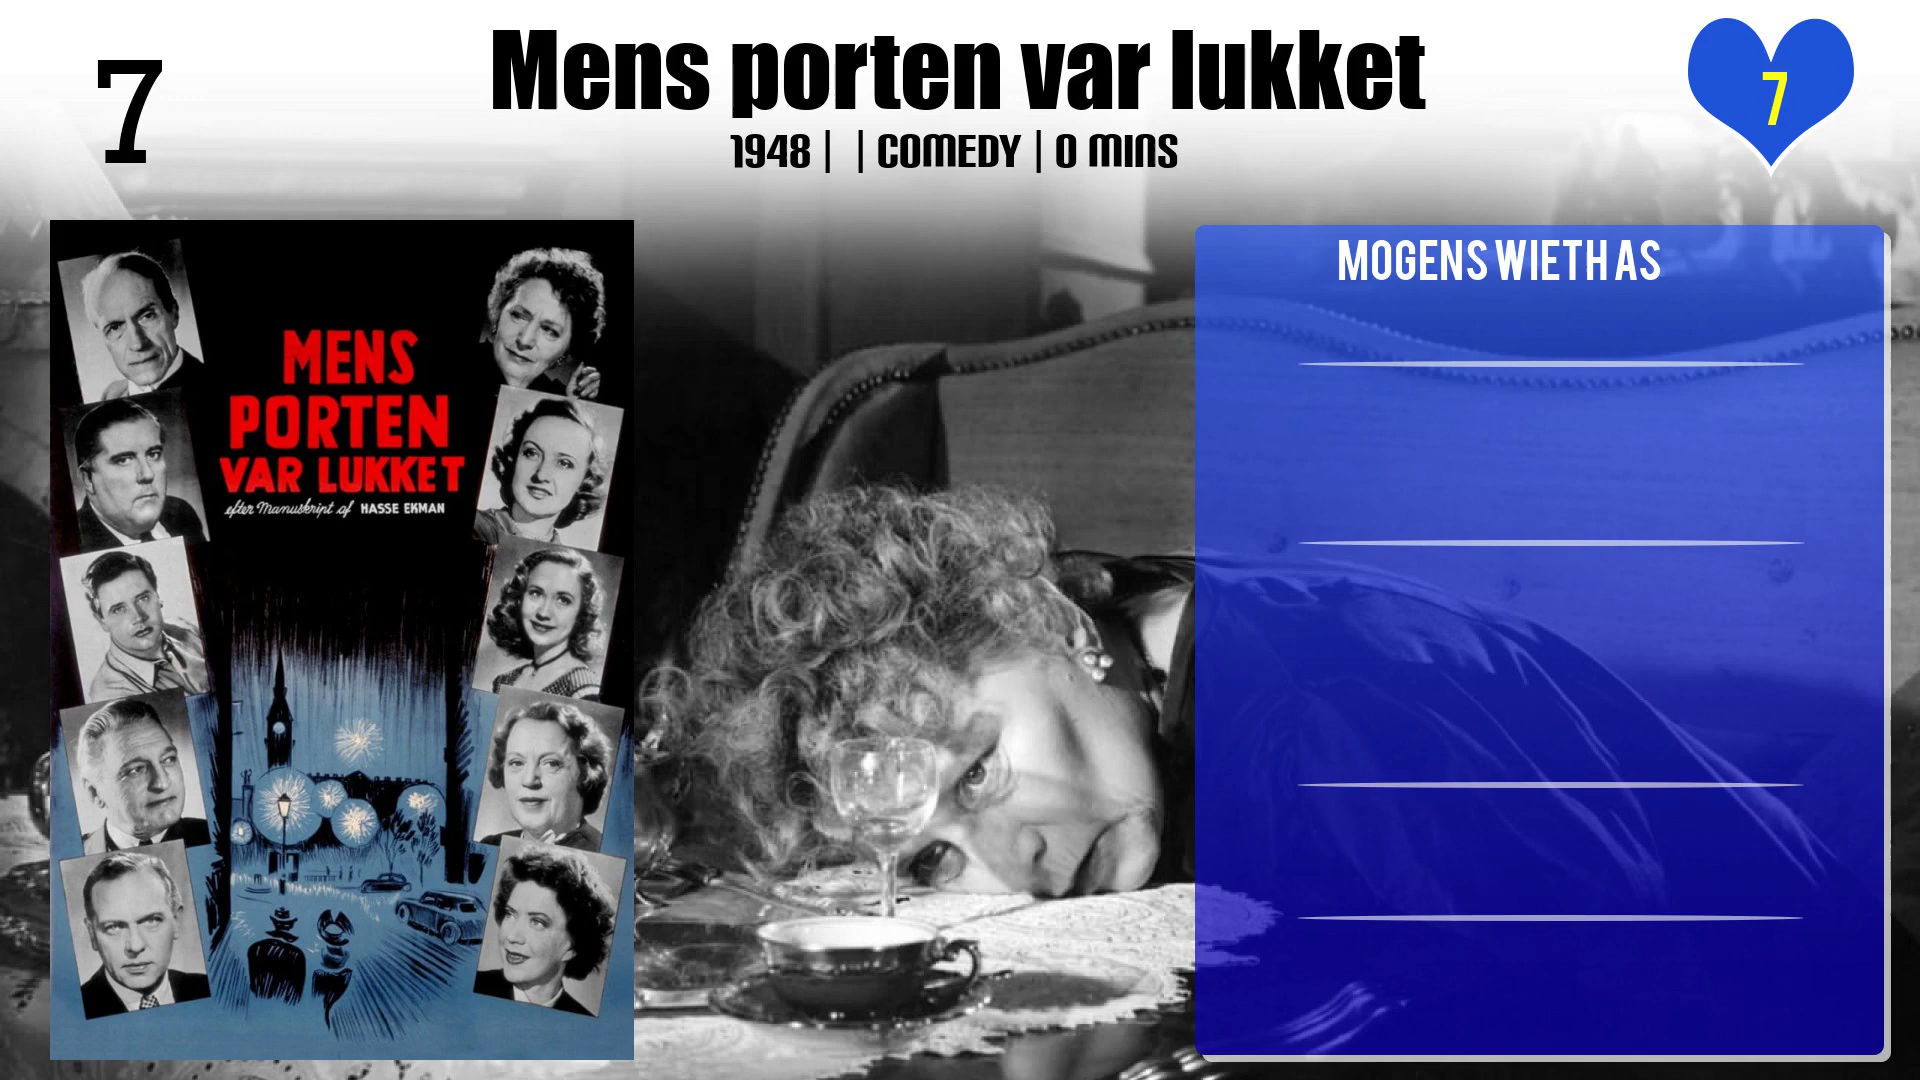 7
Mens porten var lukket
7
1948 | | COMEDY | 0 MINS
MOGENS WIETH AS
MENS
PORTEN
VAR LUKKET
efter Manuskript af HASSE EKMAN